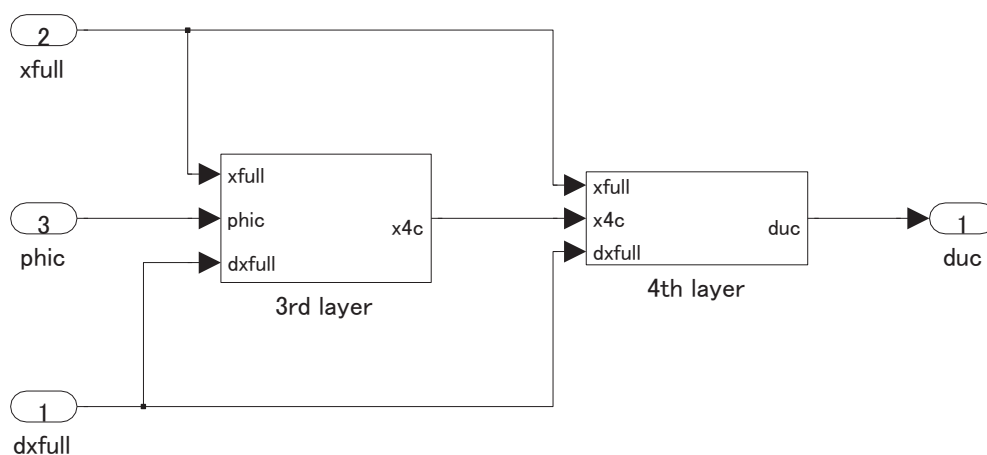 2
xfull
xfull
phic
dxfull
x4c
3rd layer
3
phic
xfull
x4c
dxfull
duc
4th layer
1
duc
1
dxfull